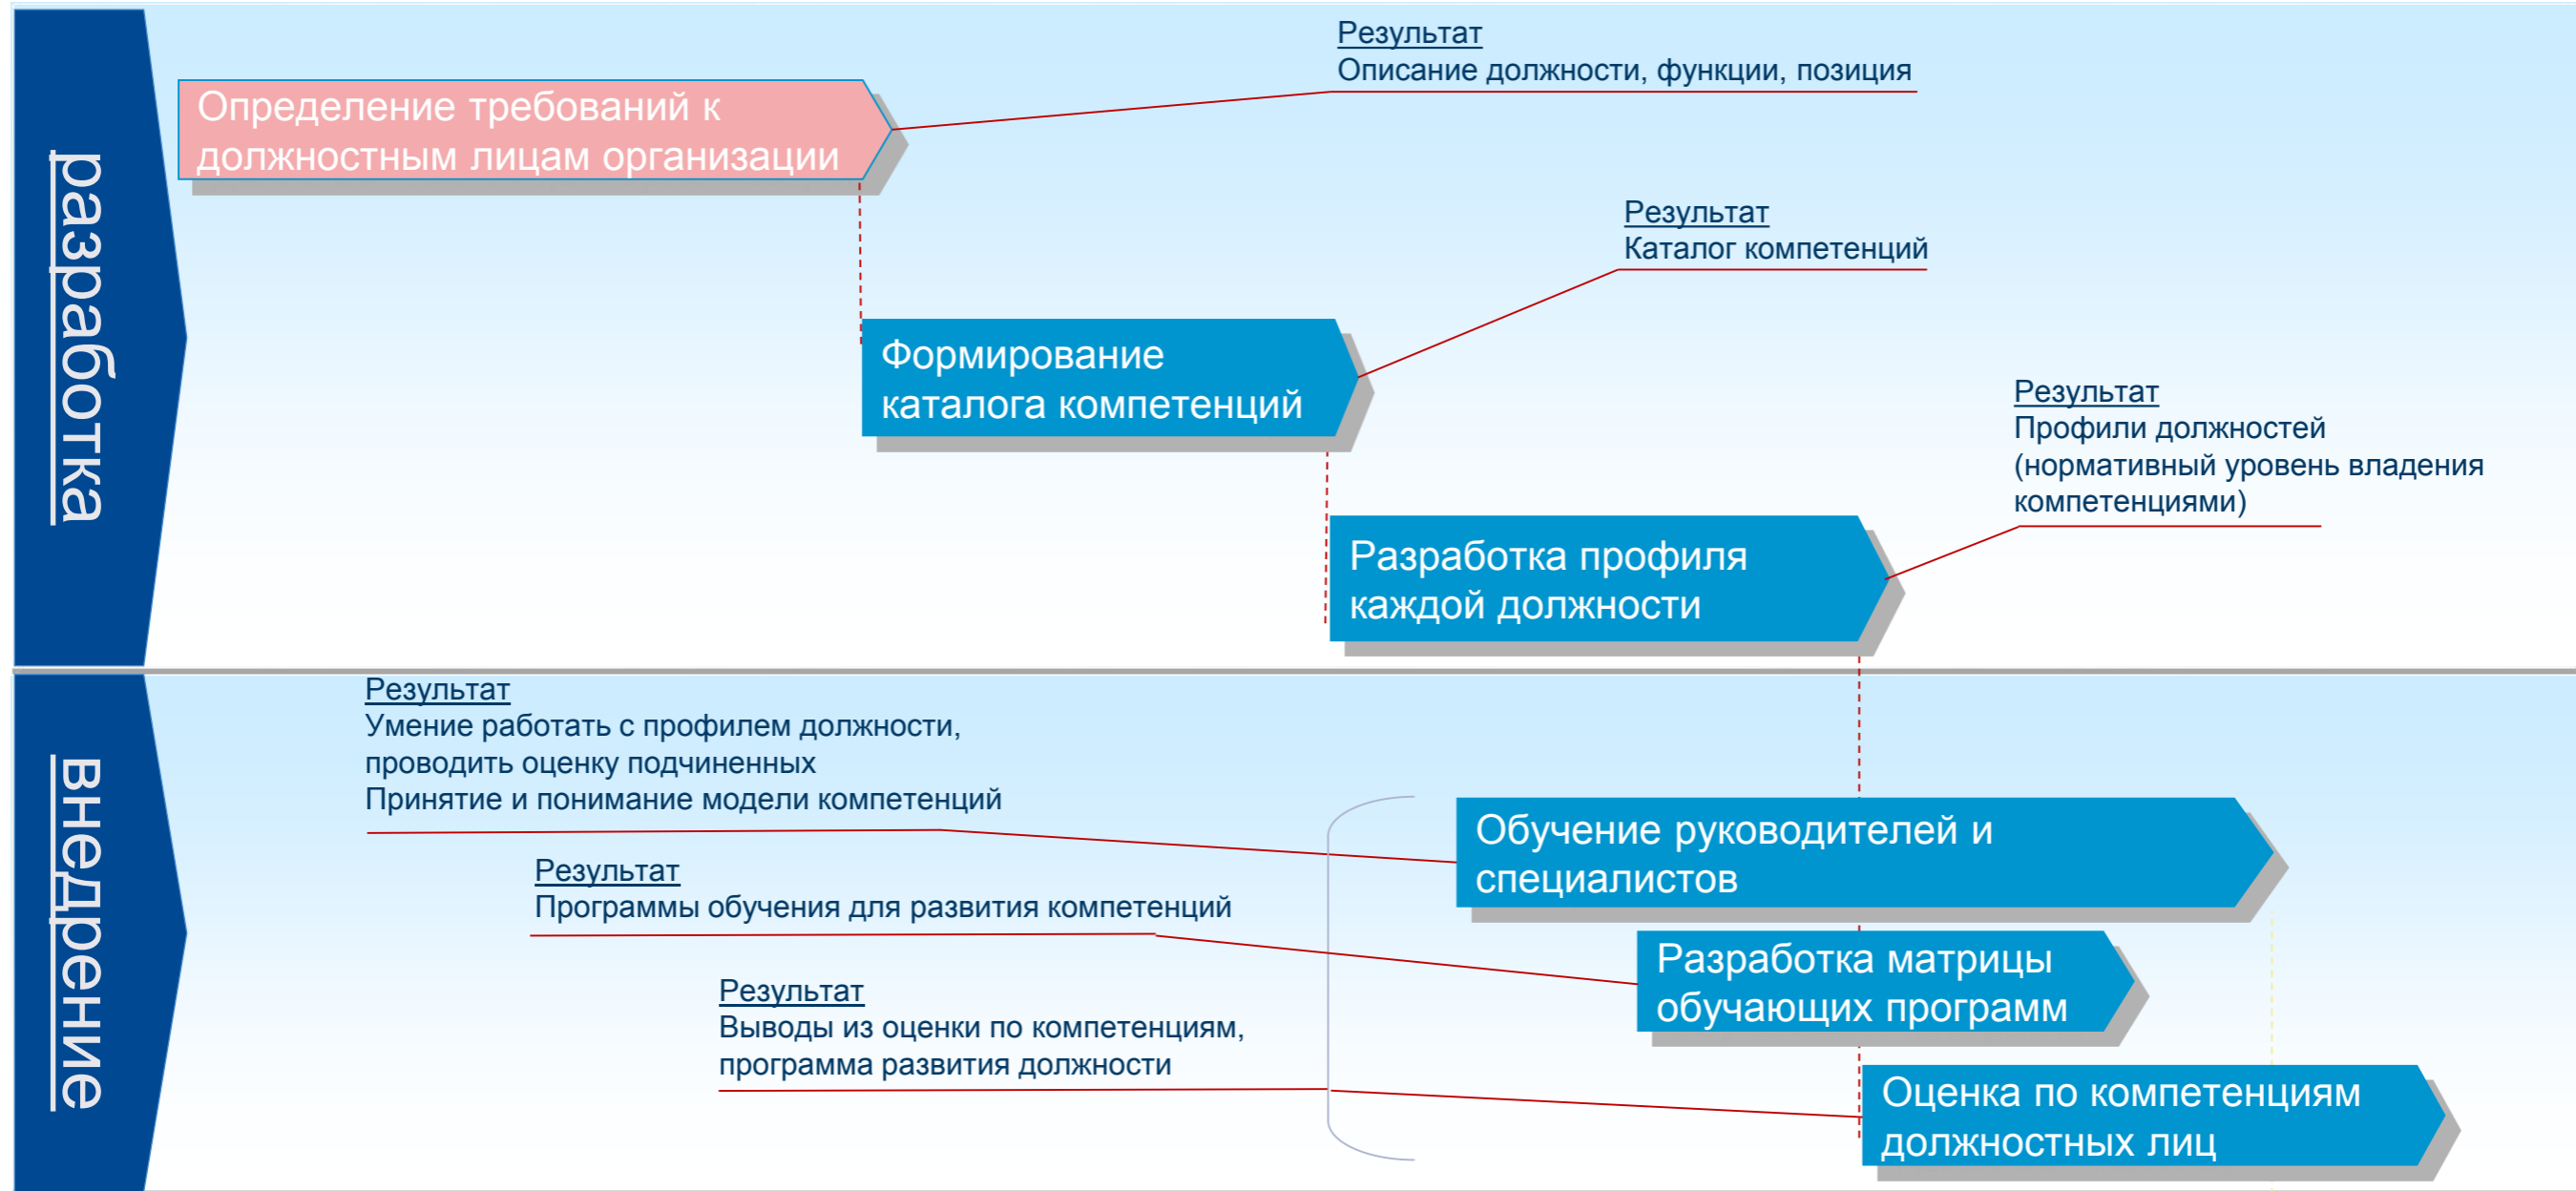 разработка
Результат
Описание должности, функции, позиция
Определение требований к
должностным лицам организации
Результат
Каталог компетенций
Формирование
каталога компетенций
Результат
Профили должностей
(нормативный уровень владения
компетенциями)
Разработка профиля
каждой должности
внедрение
Результат
Умение работать с профилем должности,
проводить оценку подчиненных
Принятие и понимание модели компетенций
Обучение руководителей и
специалистов
Результат
Программы обучения для развития компетенций
Разработка матрицы
обучающих программ
Результат
Выводы из оценки по компетенциям,
программа развития должности
Оценка по компетенциям
должностных лиц